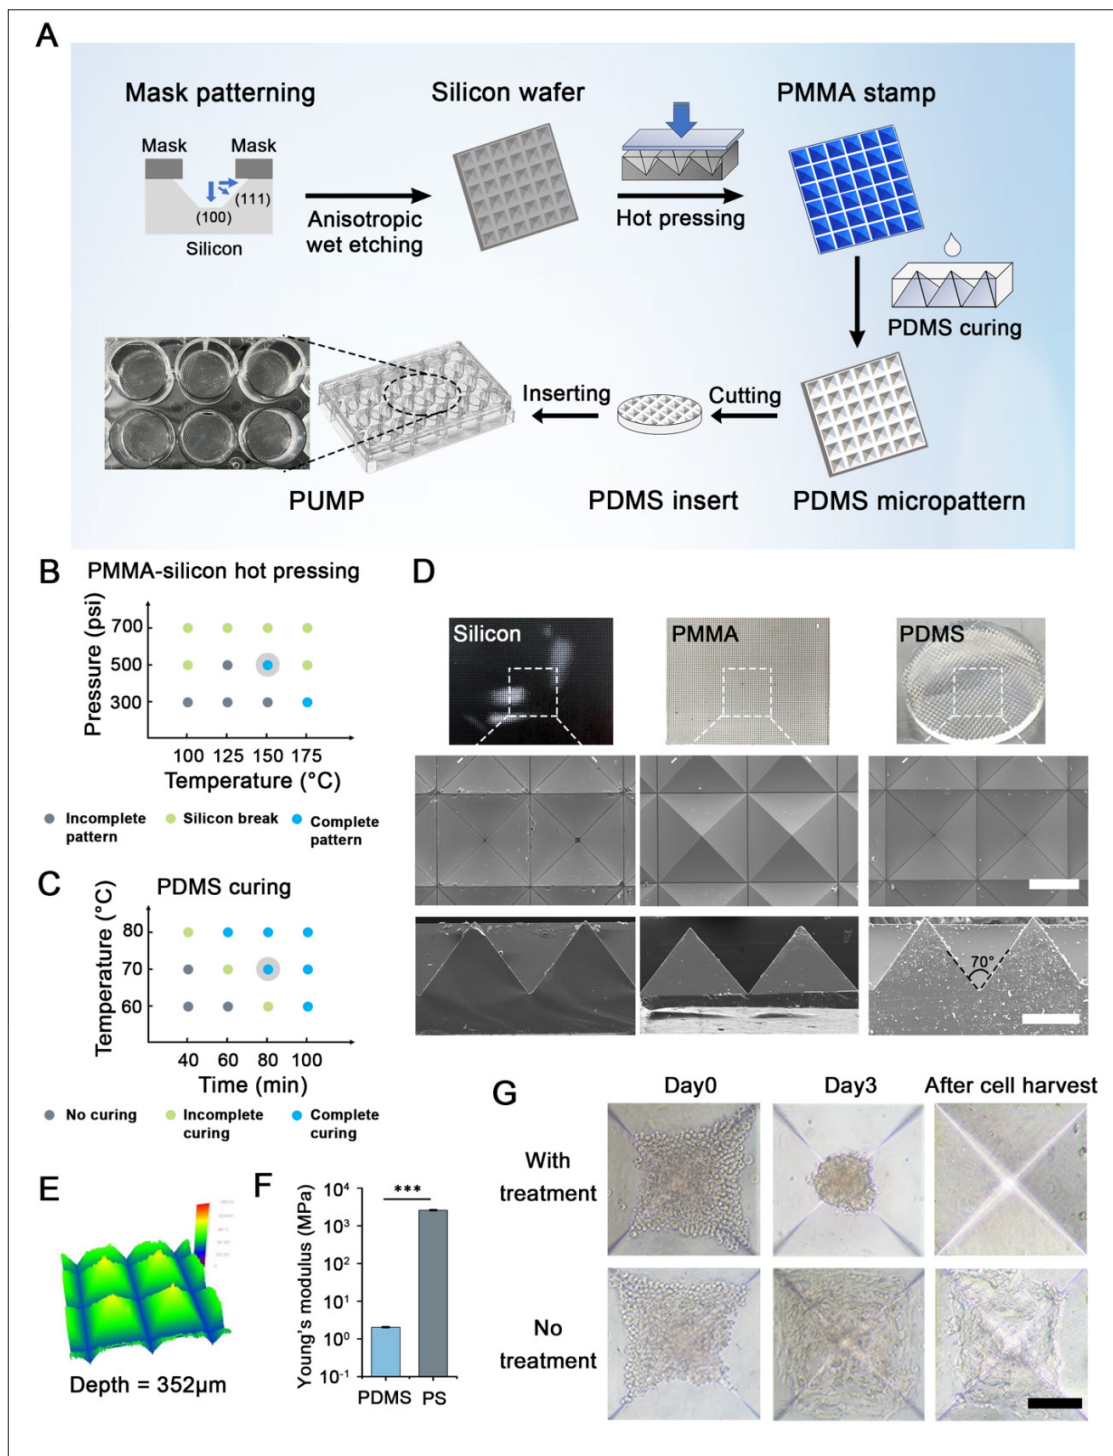 A
Mask patterning
Silicon wafer
PMMA stamp
Mask
Mask
(111)
(100)
Silicon
Anisotropic
wet etching
Hot pressing
PDMS curing
Inserting
Cutting
PUMP
PDMS insert
PDMS micropattern
B
PMMA-silicon hot pressing
Pressure (psi)
700
500
300
100 125 150 175
Temperature (°C)
Incomplete
pattern
Silicon break
Complete
pattern
C
PDMS curing
Temperature (°C)
80
70
60
40 60 80 100
Time (min)
No curing
Incomplete
curing
Complete
curing
D
Silicon
PMMA
PDMS
70°
E
Depth = 352μm
F
Young's modulus (MPa)
10⁴
10³
10²
10¹
10⁰
10⁻¹
***
PDMS PS
G
Day0
Day3
After cell harvest
With
treatment
No
treatment